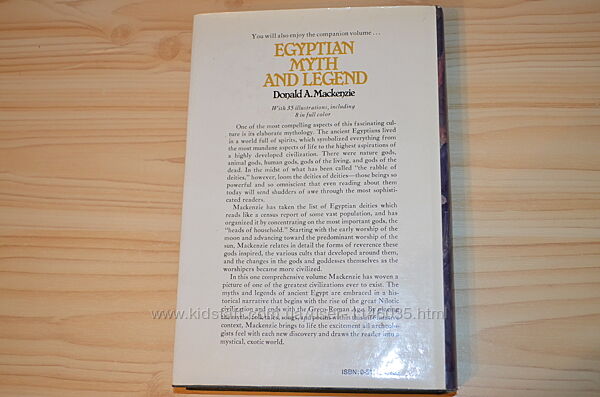 You will also enjoy the companion volume . . .
EGYPTIAN
MYTH
AND LEGEND
Donald A. Mackenzie
With 35 illustrations, including
8 in full color
One of the most compelling aspects of this fascinating cul-
ture is its elaborate mythology. The ancient Egyptians lived
in a world full of spirits, which symbolized everything from
the most mundane aspects of life to the highest aspirations of
a highly developed civilization. There were nature gods,
animal gods, human gods, gods of the living, and gods of the
dead. In the midst of what has been called "the rabble of
deities," however, loom the deities of deities—those beings so
powerful and so omniscient that even reading about them
today will send shudders of awe through the most sophisti-
cated readers.
Mackenzie has taken the list of Egyptian deities which
reads like a census report of some vast population, and has
organized it by concentrating on the most important gods, the
"heads of household." Starting with the early worship of the
moon and advancing toward the predominant worship of the
sun, Mackenzie relates in detail the forms of reverence these
gods inspired, the various cults that developed around them,
and the changes in the gods and goddesses themselves as the
worshipers became more civilized.
In this one comprehensive volume Mackenzie has woven a
picture of one of the greatest civilizations ever to exist. The
myths and legends of ancient Egypt are embraced in a his-
torical narrative that begins with the rise of the great Nilotic
civilization and ends with the Greco-Roman Age. By placing
the myths, folk tales, songs, and poems within this
context, Mackenzie brings to life the excitement all archeol-
ogists feel with each new discovery and draws the reader into a
mystical, exotic world.
ISBN: 0-51